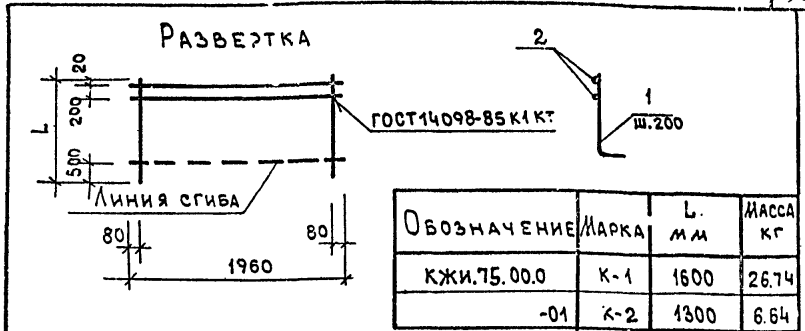 РАЗВЕРТКА
20
200
L
500
ГОСТ14098-85 К1 КТ
ЛИНИЯ СГИБА
80
80
1960
2
1
Ш.200
ОБОЗНАЧЕНИЕ МАРКА L. ММ МАССА КГ
КЖИ.75.00.0 К-1 1600 26.74
-01 К-2 1300 6.64